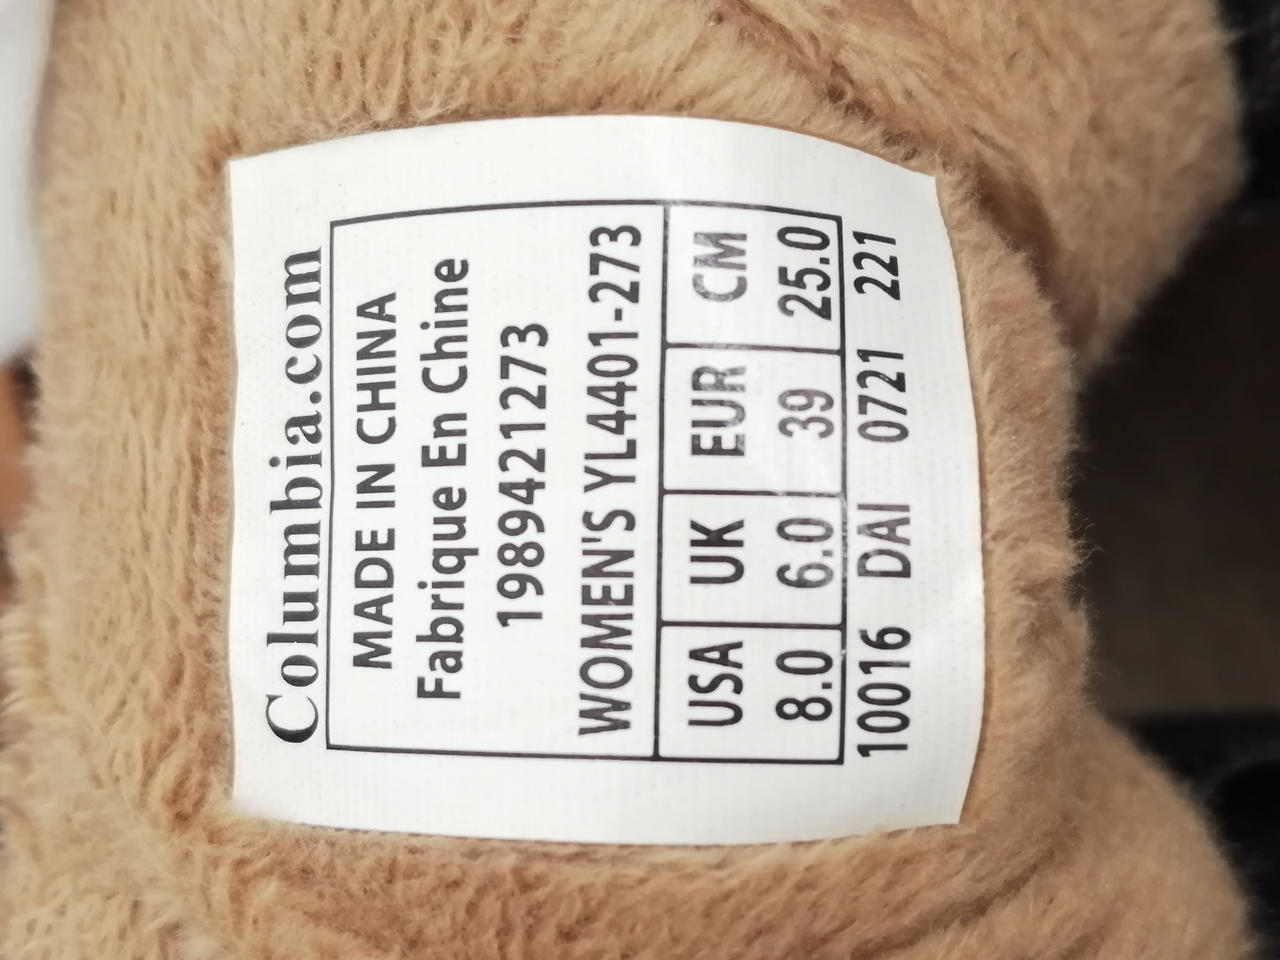 Columbia.com
MADE IN CHINA
Fabrique En Chine
1989421273
WOMEN'S YL4401-273
USA UK EUR CM
8.0 6.0 39 25.0
10016 DAI 0721 221